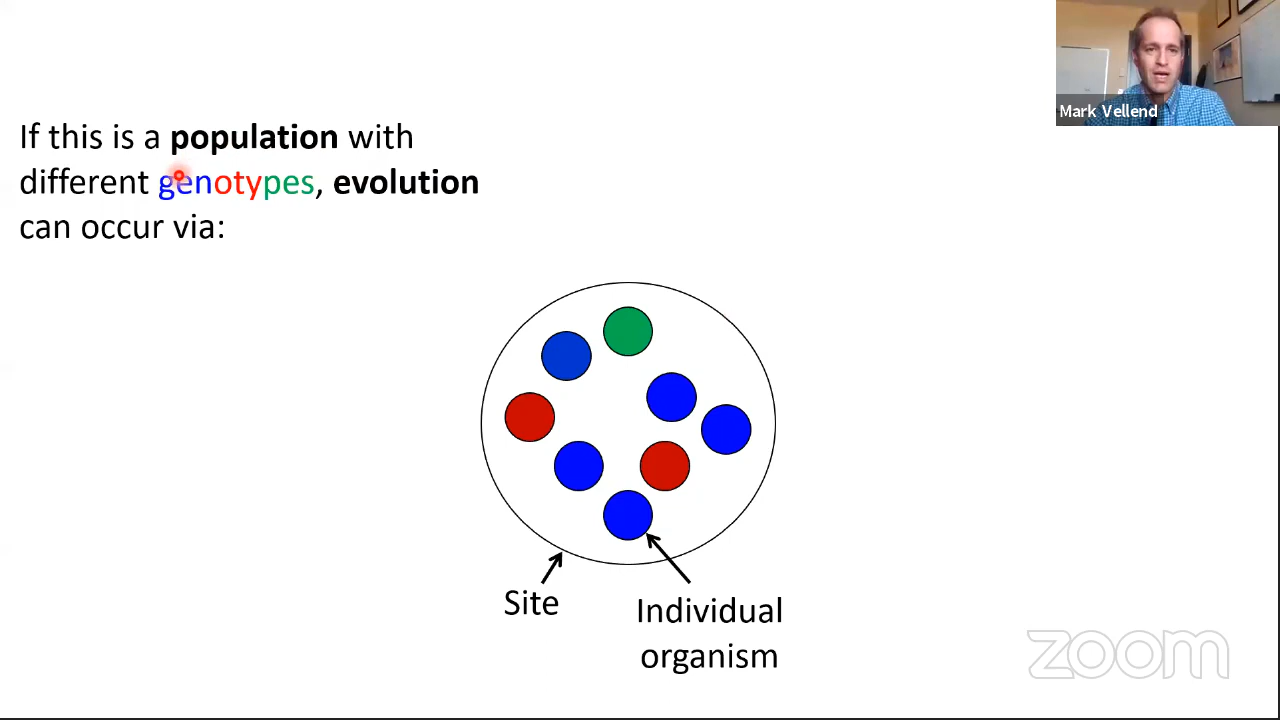 Mark Vellend
If this is a population with
different genotypes, evolution
can occur via:
Site
Individual
organism
zoom